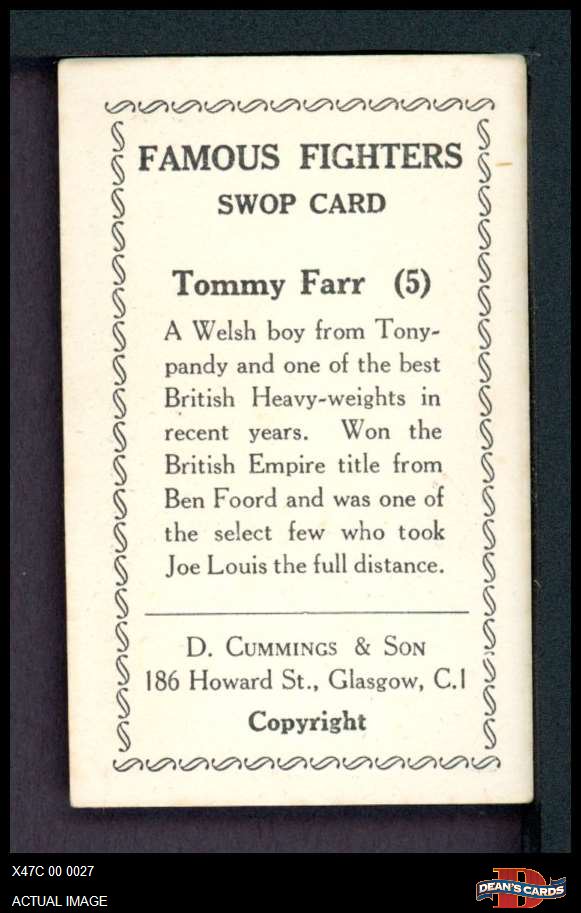 FAMOUS FIGHTERS
SWOP CARD
Tommy Farr (5)
A Welsh boy from Tony-
pandy and one of the best
British Heavy-weights in
recent years. Won the
British Empire title from
Ben Foord and was one of
the select few who took
Joe Louis the full distance.
D. CUMMINGS & SON
186 Howard St., Glasgow, C.1
Copyright
X47C 00 0027
ACTUAL IMAGE
D
DEAN'S CARDS